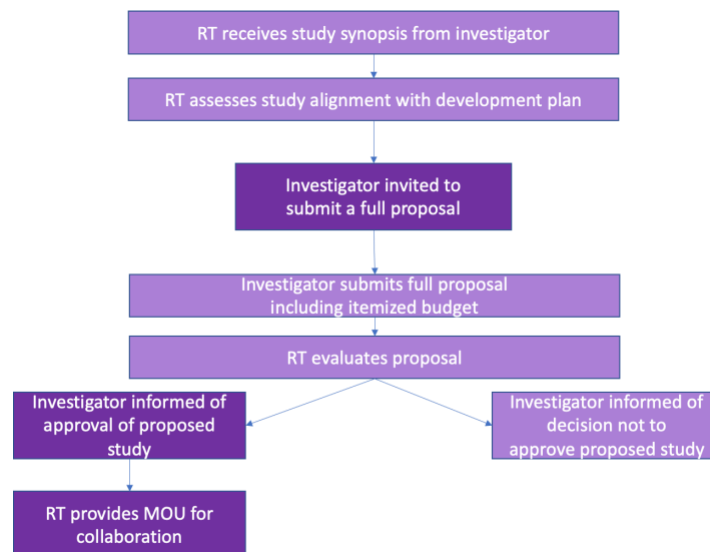 RT receives study synopsis from investigator
RT assesses study alignment with development plan
Investigator invited to
submit a full proposal
Investigator submits full proposal
including itemized budget
RT evaluates proposal
Investigator informed of
approval of proposed
study
Investigator informed of
decision not to
approve proposed study
RT provides MOU for
collaboration